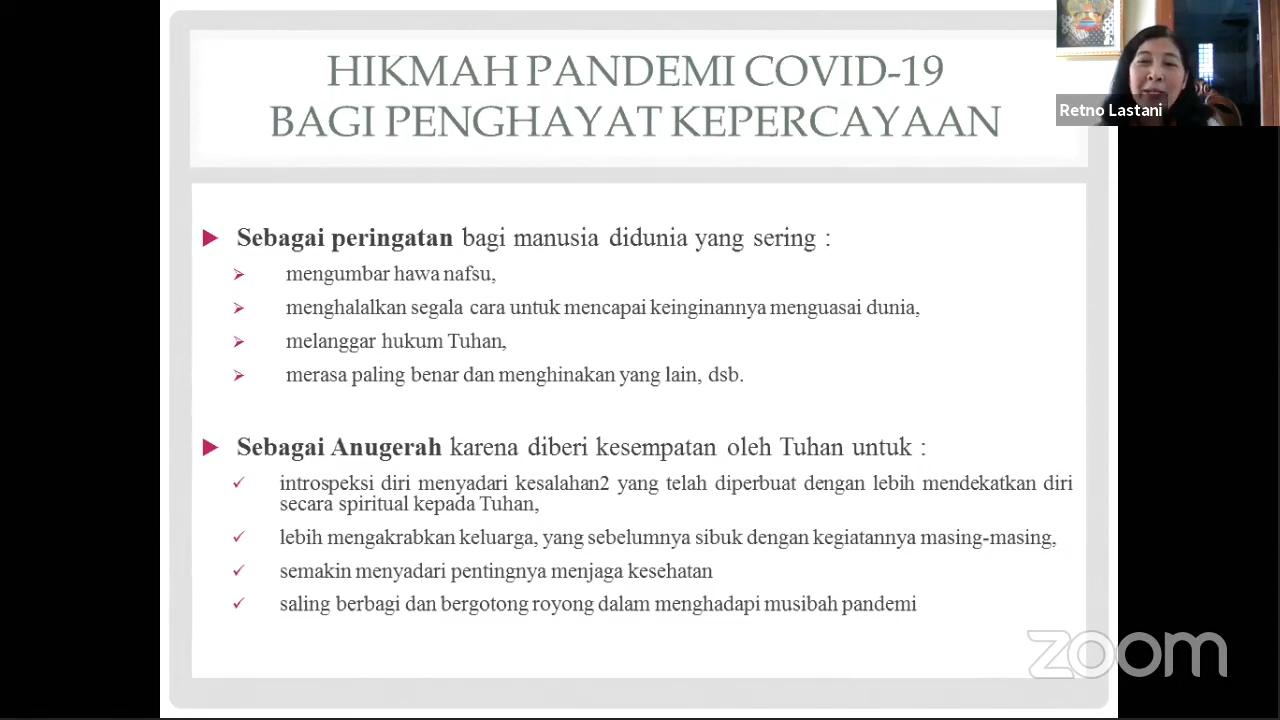 HIKMAH PANDEMI COVID-19
BAGI PENGHAYAT KEPERCAYAAN
Retno Lastani
Sebagai peringatan bagi manusia didunia yang sering :
mengumbar hawa nafsu,
menghalalkan segala cara untuk mencapai keinginannya menguasai dunia,
melanggar hukum Tuhan,
merasa paling benar dan menghinakan yang lain, dsb.
Sebagai Anugerah karena diberi kesempatan oleh Tuhan untuk :
introspeksi diri menyadari kesalahan2 yang telah diperbuat dengan lebih mendekatkan diri
secara spiritual kepada Tuhan,
lebih mengakrabkan keluarga, yang sebelumnya sibuk dengan kegiatannya masing-masing,
semakin menyadari pentingnya menjaga kesehatan
saling berbagi dan bergotong royong dalam menghadapi musibah pandemi
zoom